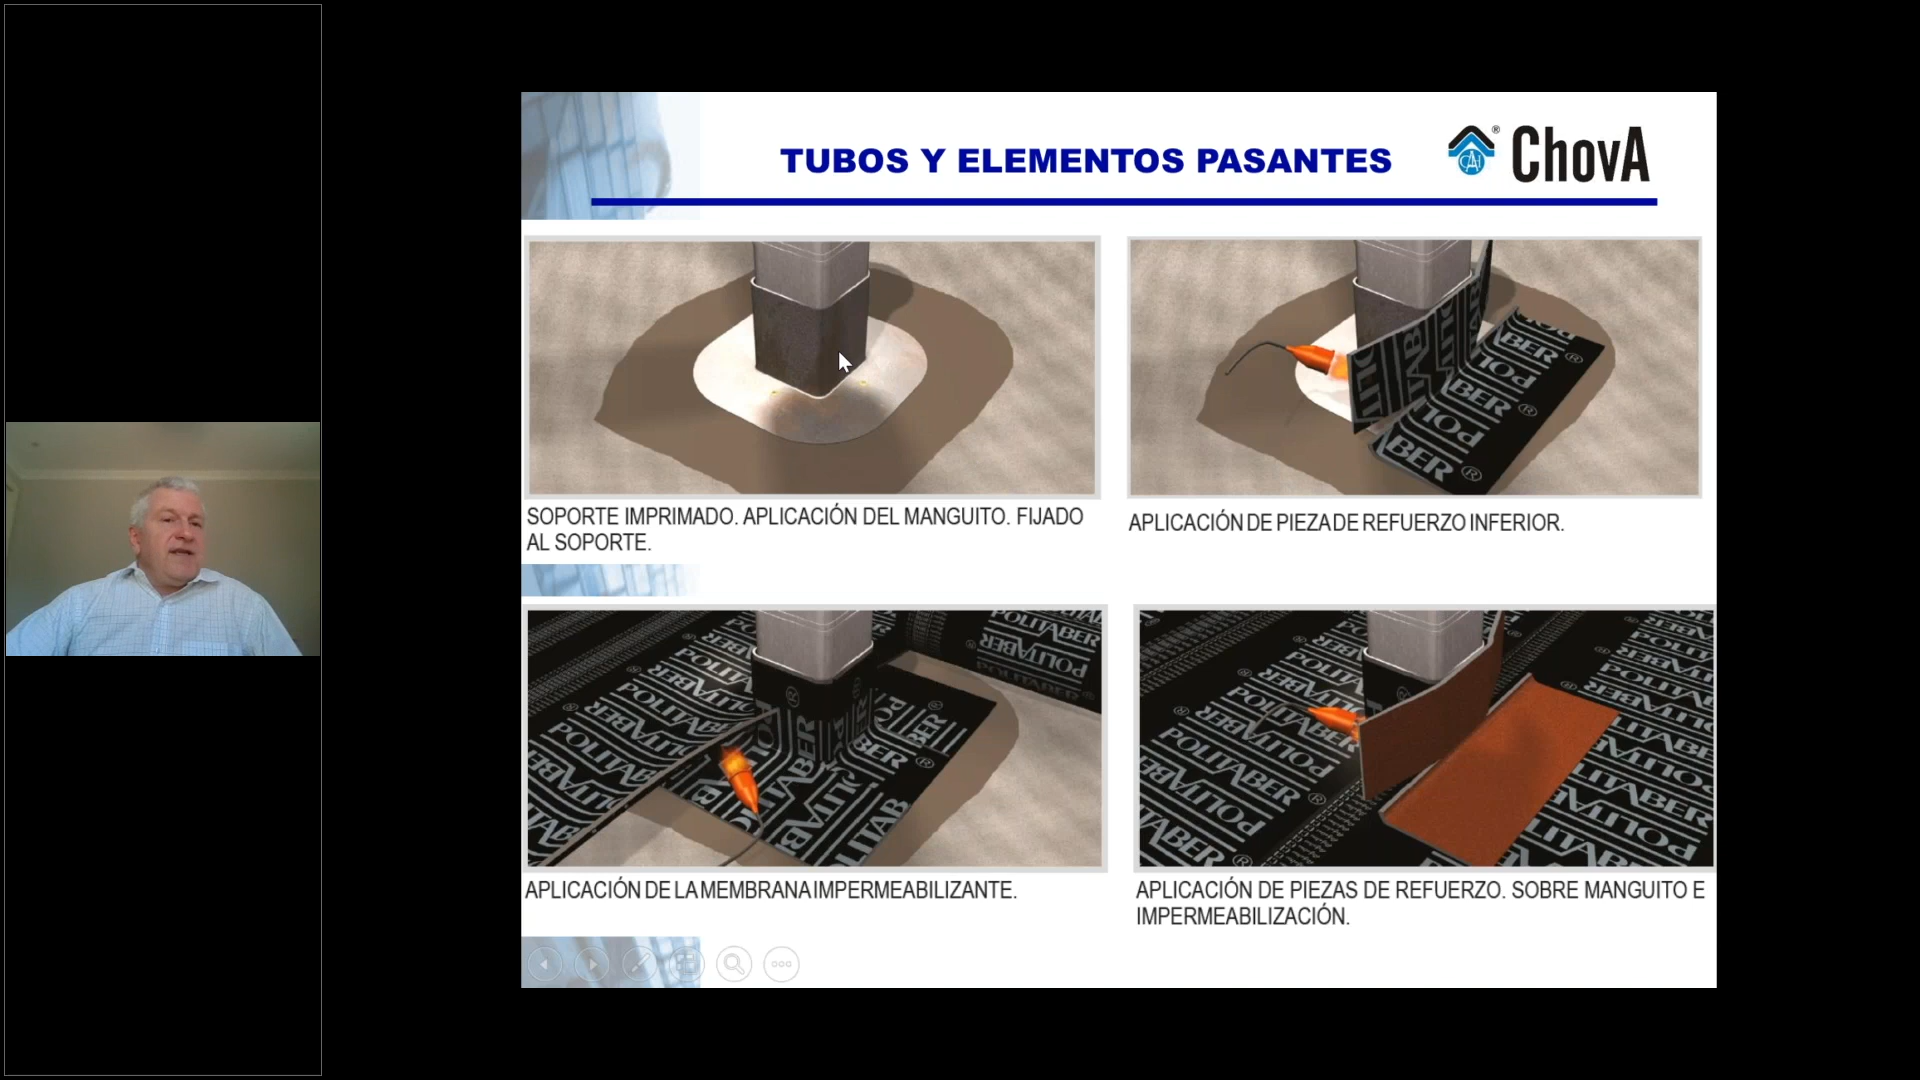 TUBOS Y ELEMENTOS PASANTES
ChovA
SOPORTE IMPRIMADO. APLICACIÓN DEL MANGUITO. FIJADO
AL SOPORTE.
APLICACIÓN DE PIEZA DE REFUERZO INFERIOR.
POLITABER
APLICACIÓN DE LA MEMBRANA IMPERMEABILIZANTE.
APLICACIÓN DE PIEZAS DE REFUERZO. SOBRE MANGUITO E
IMPERMEABILIZACIÓN.